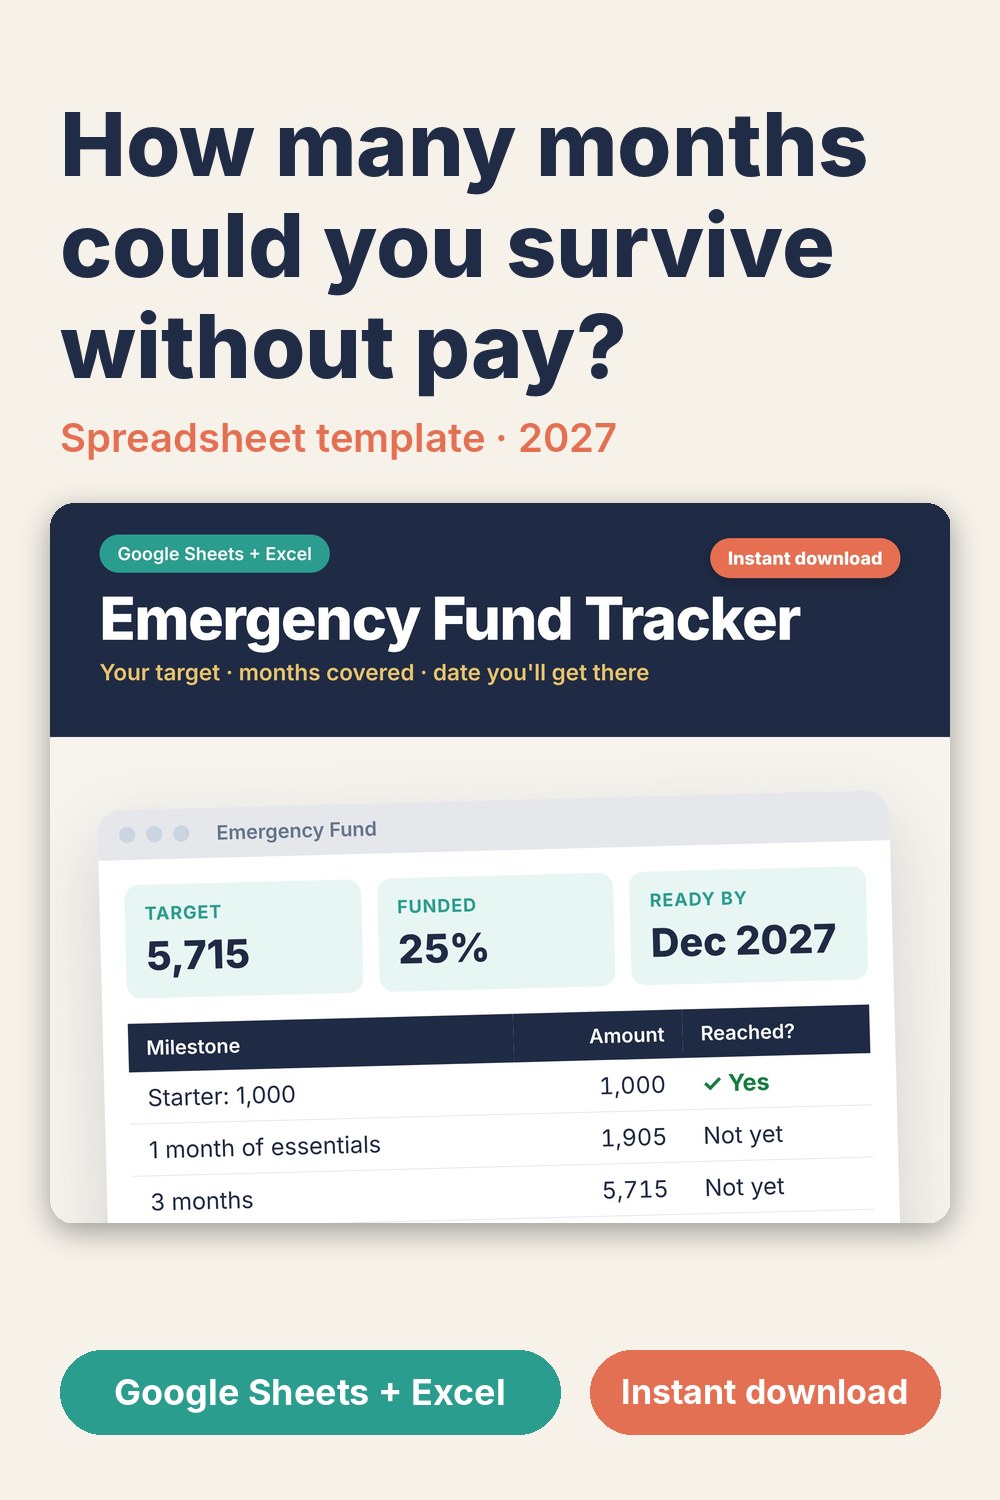 How many months
could you survive
without pay?
Spreadsheet template · 2027
Google Sheets + Excel
Instant download
Emergency Fund Tracker
Your target · months covered · date you'll get there
Emergency Fund
TARGET
5,715
FUNDED
25%
READY BY
Dec 2027
Milestone Amount Reached?
Starter: 1,000 1,000 ✓ Yes
1 month of essentials 1,905 Not yet
3 months 5,715 Not yet
Google Sheets + Excel
Instant download